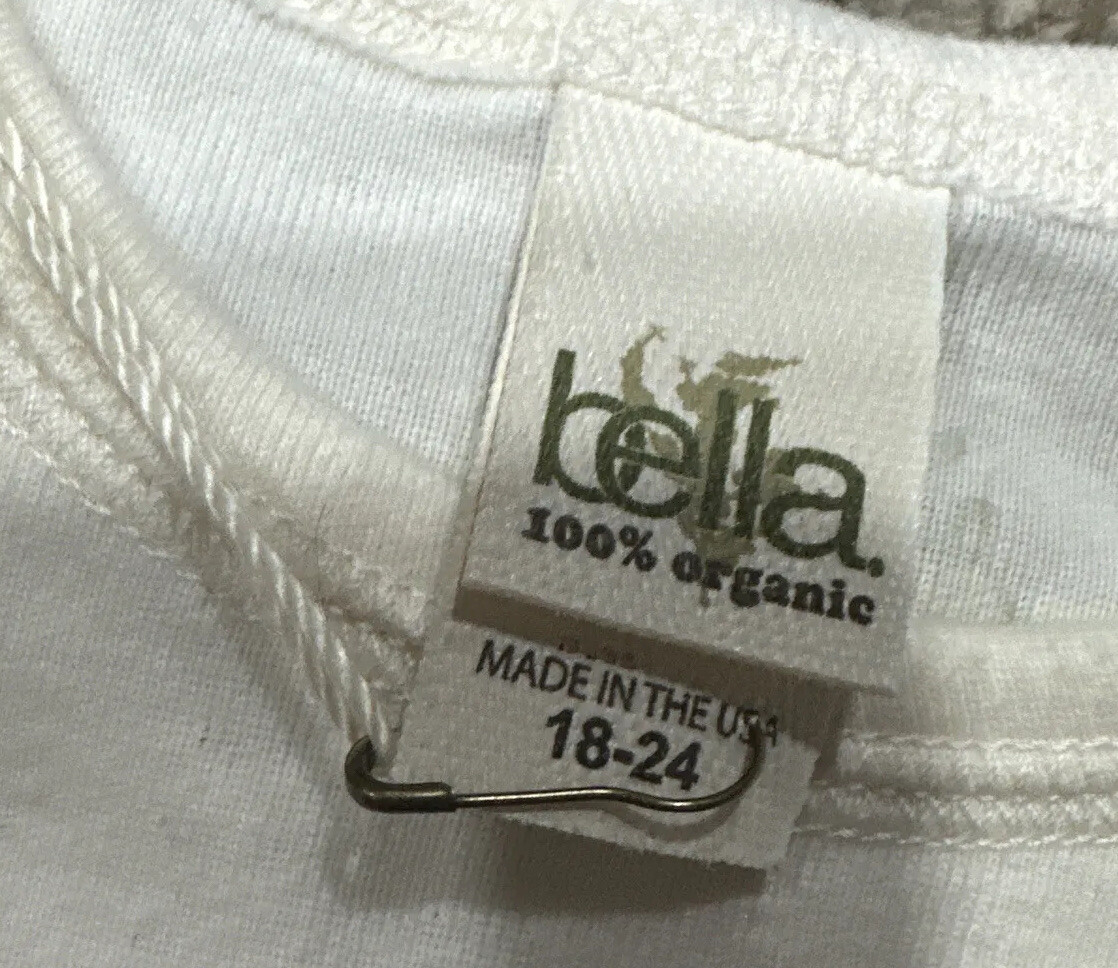 bella.
100% organic
MADE IN THE USA
18-24